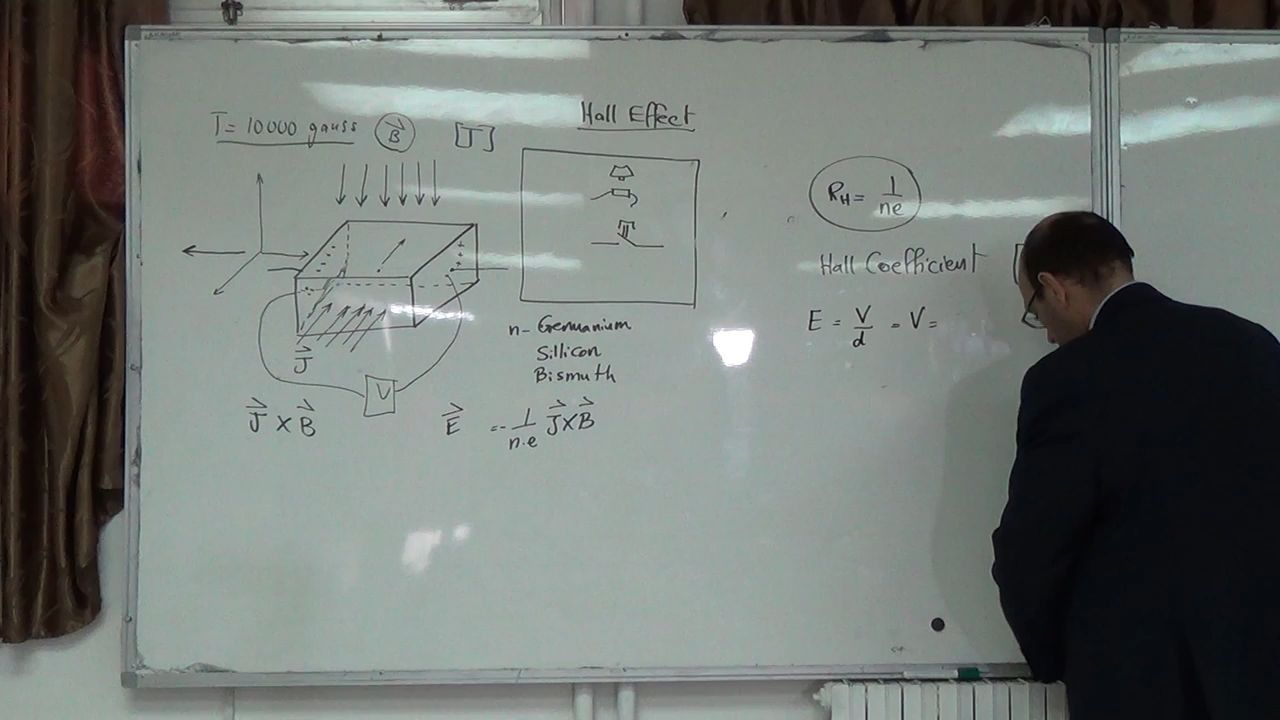 Hall Effect
T = 10000 gauss B⃗ [T]
R_H = 1/ne
Hall Coefficient [
E = V/d = V =
n- Germanium
Sillicon
Bismuth
J⃗
V
J⃗ × B⃗
E⃗ = - 1/n.e J⃗ × B⃗